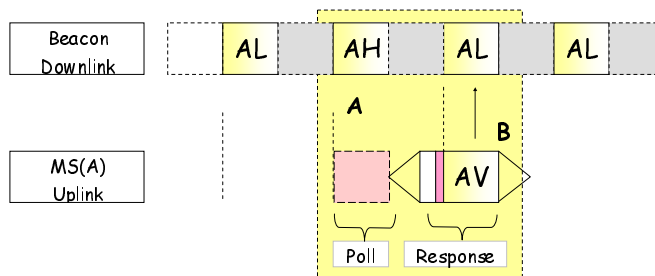 Beacon
Downlink
AL
AH
AL
AL
A
B
MS(A)
Uplink
AV
Poll
Response